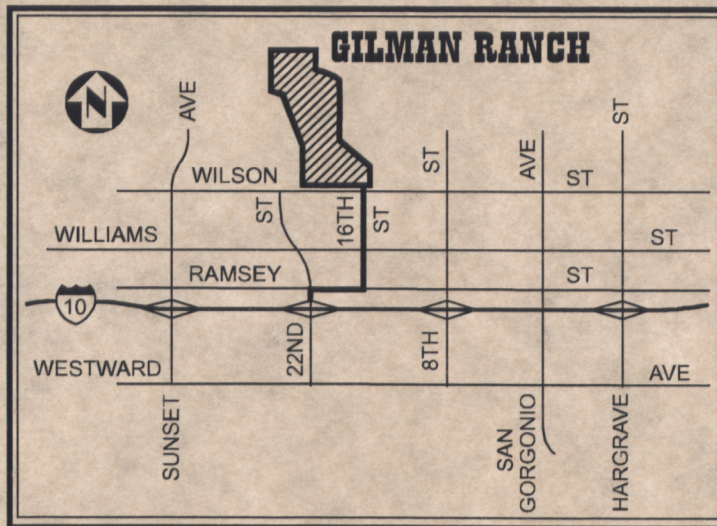 GILMAN RANCH
N
AVE
ST
AVE
ST
WILSON
ST
ST
16TH
ST
WILLIAMS
ST
RAMSEY
ST
10
22ND
8TH
WESTWARD
AVE
SUNSET
SAN
GORGONIO
HARGRAVE